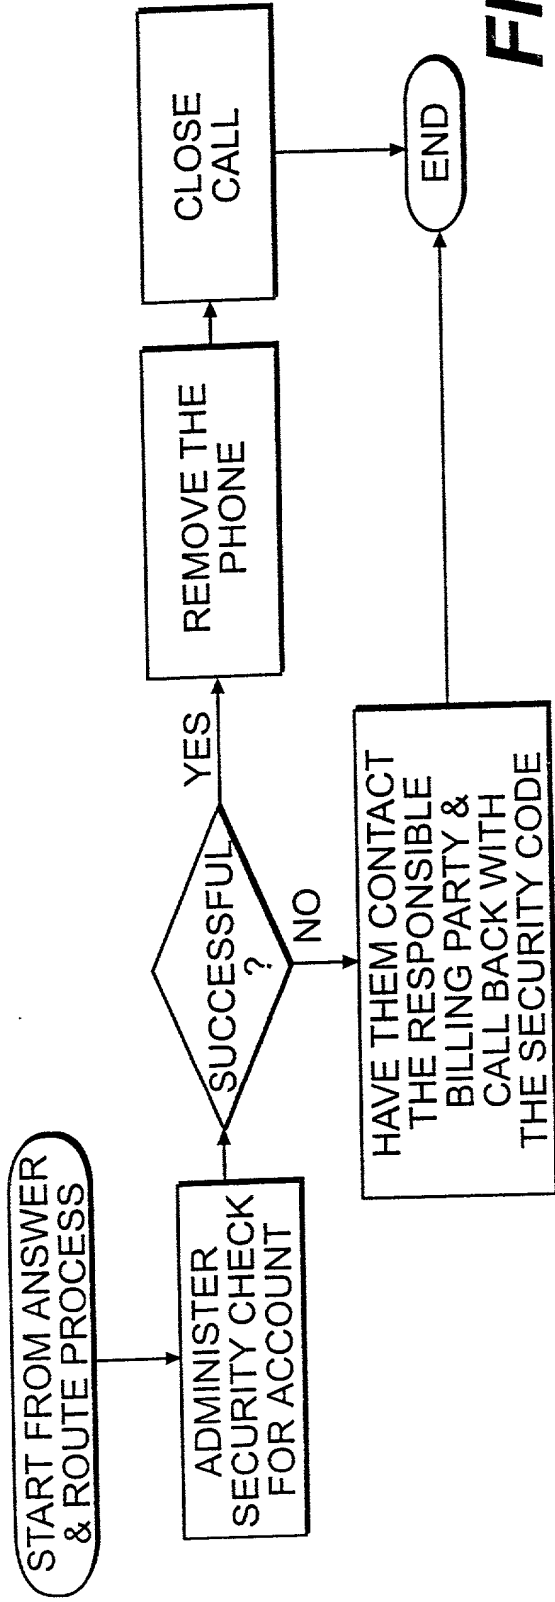 START FROM ANSWER
& ROUTE PROCESS
ADMINISTER
SECURITY CHECK
FOR ACCOUNT
SUCCESSFUL
?
YES
NO
REMOVE THE
PHONE
CLOSE
CALL
HAVE THEM CONTACT
THE RESPONSIBLE
BILLING PARTY &
CALL BACK WITH
THE SECURITY CODE
END